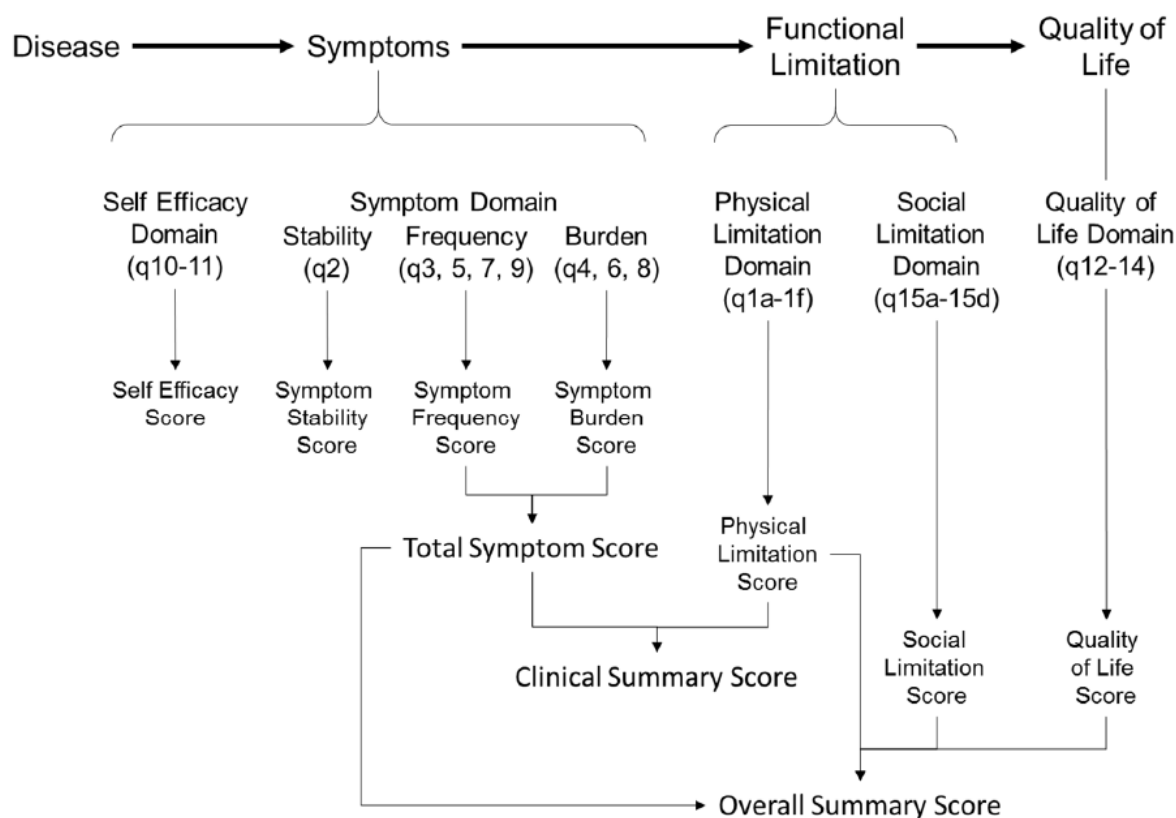 Disease
Symptoms
Functional
Limitation
Quality of
Life
Self Efficacy
Domain
(q10-11)
Symptom Domain
Stability
(q2)
Frequency
(q3, 5, 7, 9)
Burden
(q4, 6, 8)
Physical
Limitation
Domain
(q1a-1f)
Social
Limitation
Domain
(q15a-15d)
Quality of
Life Domain
(q12-14)
Self Efficacy
Score
Symptom
Stability
Score
Symptom
Frequency
Score
Symptom
Burden
Score
Total Symptom Score
Physical
Limitation
Score
Clinical Summary Score
Social
Limitation
Score
Quality
of Life
Score
Overall Summary Score